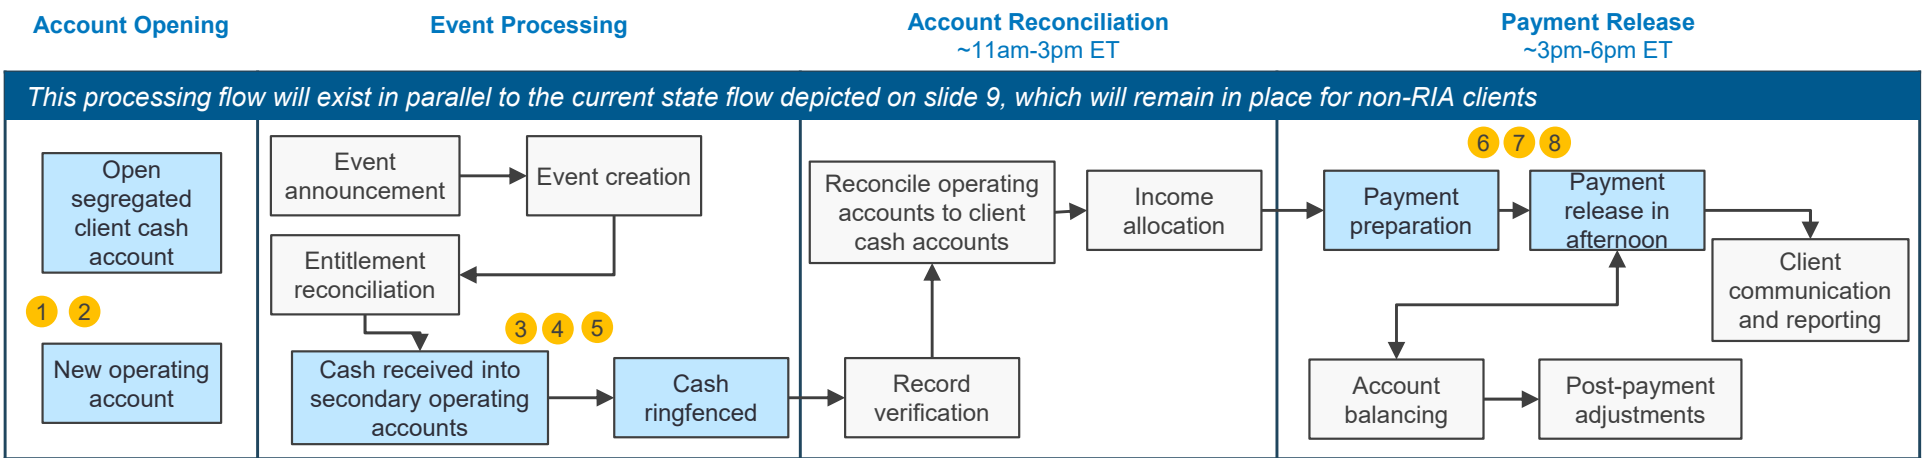 Account Opening
Event Processing
Account Reconciliation
~11am-3pm ET
Payment Release
~3pm-6pm ET
This processing flow will exist in parallel to the current state flow depicted on slide 9, which will remain in place for non-RIA clients
Open
segregated
client cash
account
1
2
New operating
account
Event
announcement
Event creation
Entitlement
reconciliation
3
4
5
Cash received into
secondary operating
accounts
Cash
ringfenced
Reconcile operating
accounts to client
cash accounts
Income
allocation
Record
verification
6
7
8
Payment
preparation
Payment
release in
afternoon
Client
communication
and reporting
Account
balancing
Post-payment
adjustments